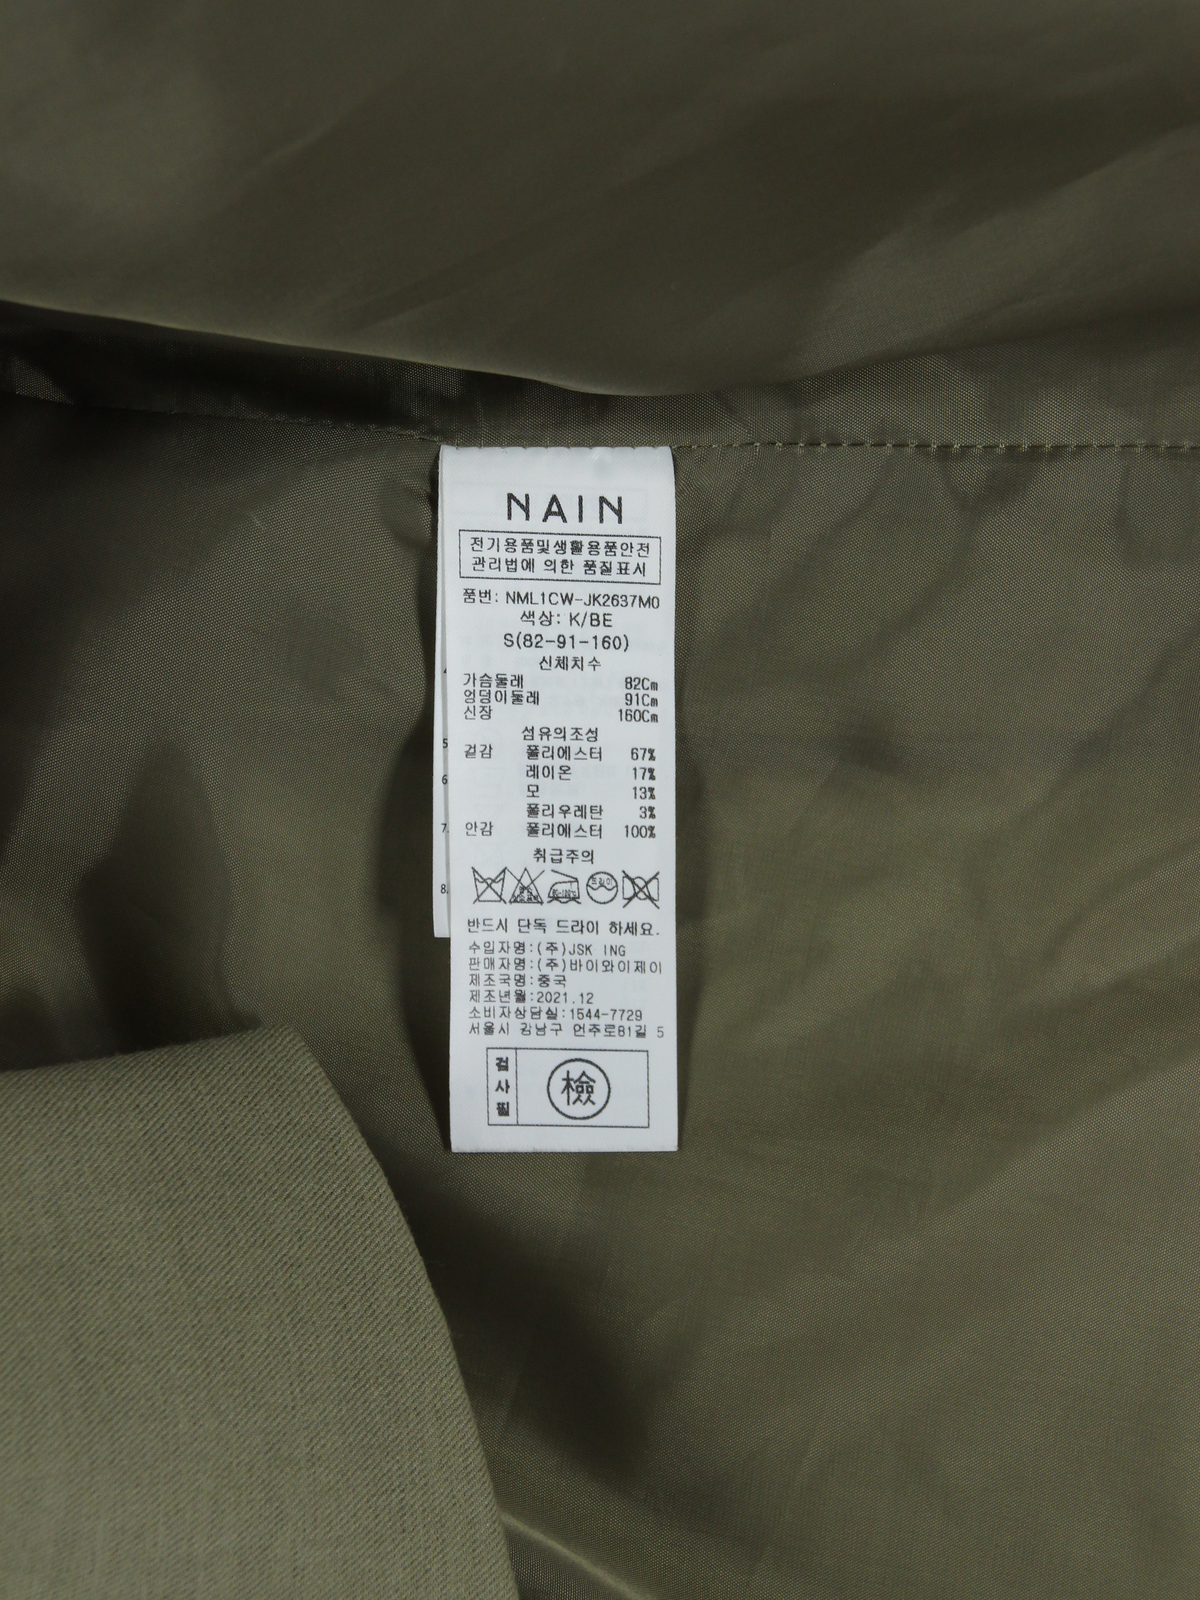 NAIN
전기용품및생활용품안전
관리법에 의한 품질표시
품번: NML1CW-JK2637M0
색상: K/BE
S(82-91-160)
신체치수
가슴둘레 82Cm
엉덩이둘레 91Cm
신장 160Cm
섬유의조성
겉감 폴리에스터 67%
레이온 17%
모 13%
폴리우레탄 3%
안감 폴리에스터 100%
취급주의
드라이
반드시 단독 드라이 하세요.
수입자명:(주)JSK ING
판매자명:(주)바이와이제이
제조국명:중국
제조년월:2021.12
소비자상담실:1544-7729
서울시 강남구 언주로81길 5
검사필
檢
5
6
7.
8.